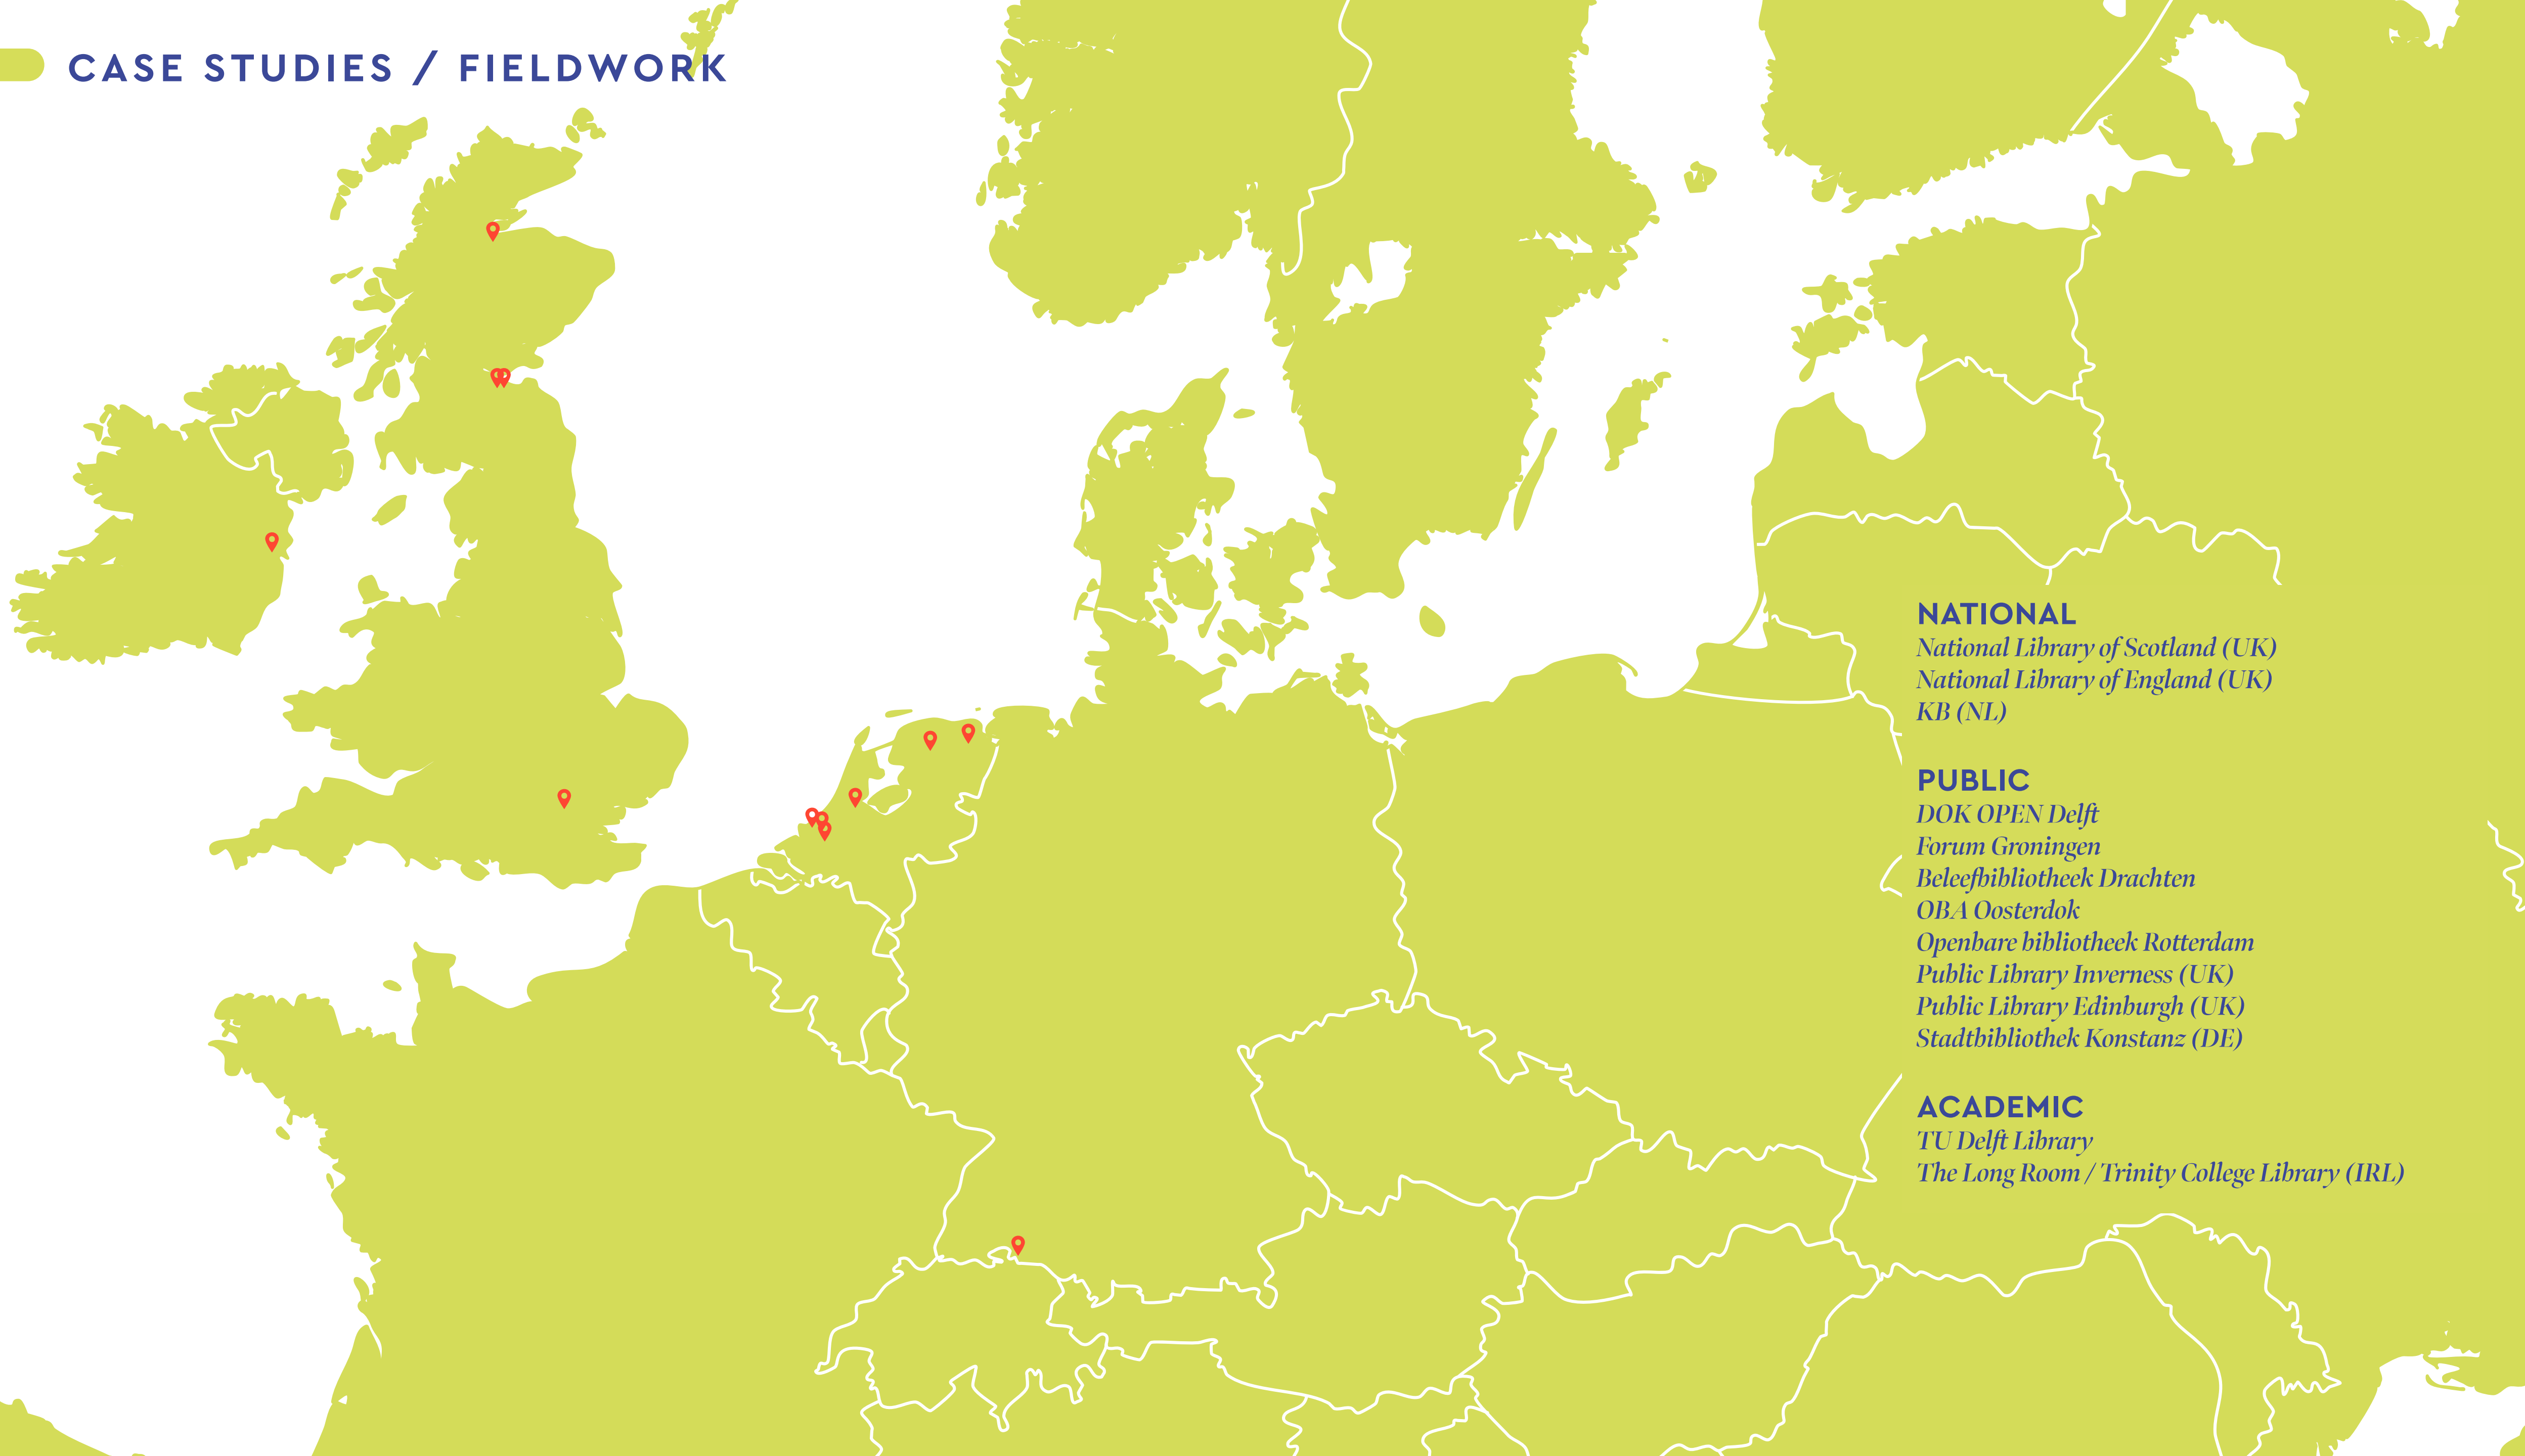 CASE STUDIES / FIELDWORK
NATIONAL
National Library of Scotland (UK)
National Library of England (UK)
KB (NL)
PUBLIC
DOK OPEN Delft
Forum Groningen
Beleefbibliotheek Drachten
OBA Oosterdok
Openbare bibliotheek Rotterdam
Public Library Inverness (UK)
Public Library Edinburgh (UK)
Stadtbibliothek Konstanz (DE)
ACADEMIC
TU Delft Library
The Long Room / Trinity College Library (IRL)